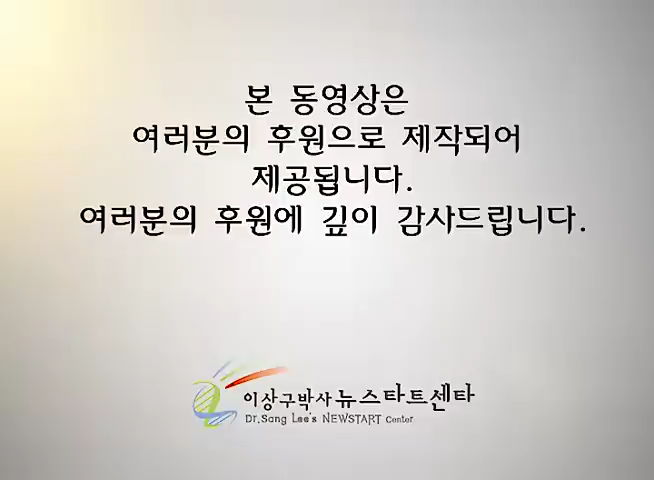 본 동영상은
여러분의 후원으로 제작되어
제공됩니다.
여러분의 후원에 깊이 감사드립니다.
이상구박사 뉴스타트센타
Dr.Sang Lee's NEWSTART Center